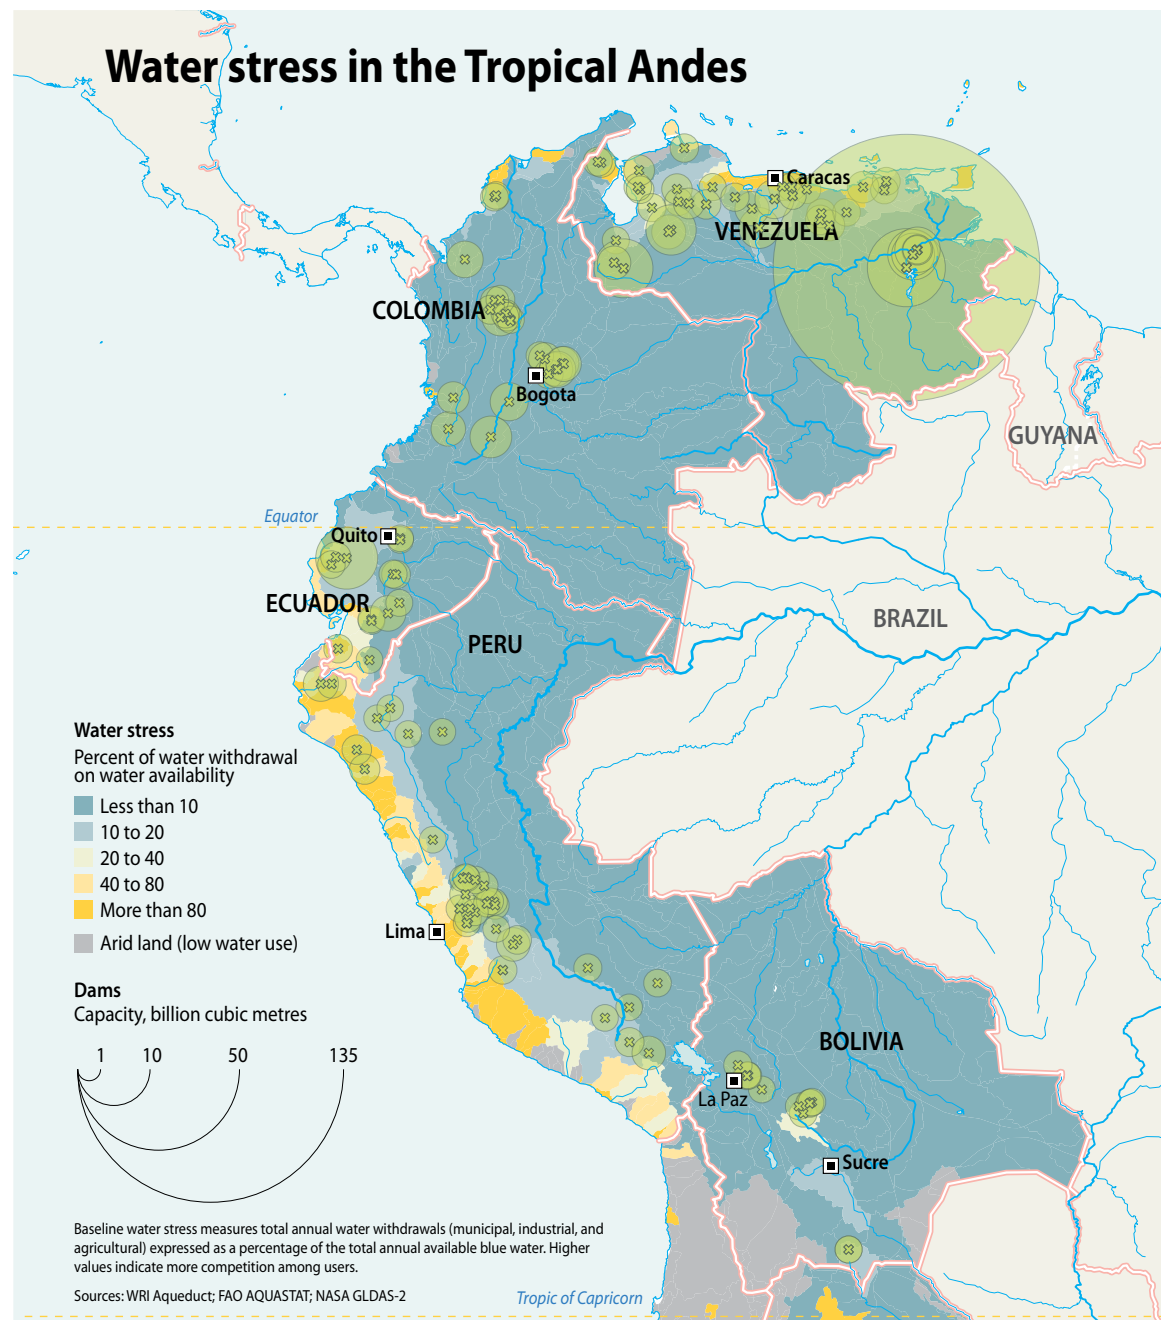 Water stress in the Tropical Andes
Caracas
VENEZUELA
COLOMBIA
Bogota
GUYANA
Equator
Quito
ECUADOR
BRAZIL
PERU
Water stress
Percent of water withdrawal
on water availability
Less than 10
10 to 20
20 to 40
40 to 80
More than 80
Arid land (low water use)
Lima
Dams
Capacity, billion cubic metres
1 10 50 135
BOLIVIA
La Paz
Sucre
Baseline water stress measures total annual water withdrawals (municipal, industrial, and
agricultural) expressed as a percentage of the total annual available blue water. Higher
values indicate more competition among users.
Sources: WRI Aqueduct; FAO AQUASTAT; NASA GLDAS-2
Tropic of Capricorn